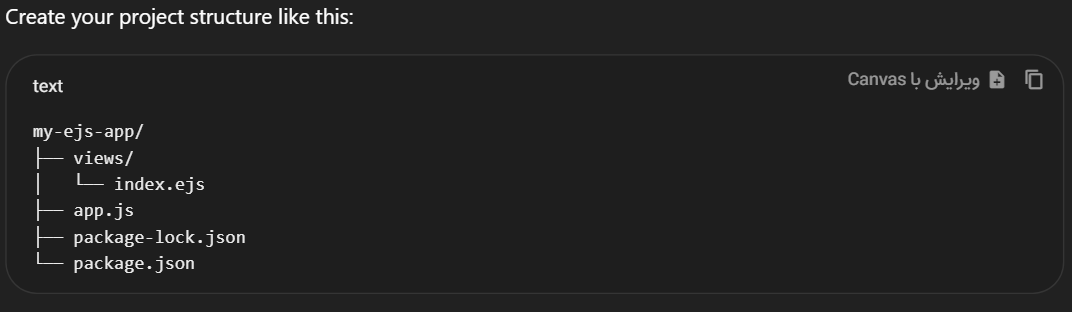 Create your project structure like this:
text
ویرایش با Canvas
my-ejs-app/
├── views/
│   └── index.ejs
├── app.js
├── package-lock.json
└── package.json